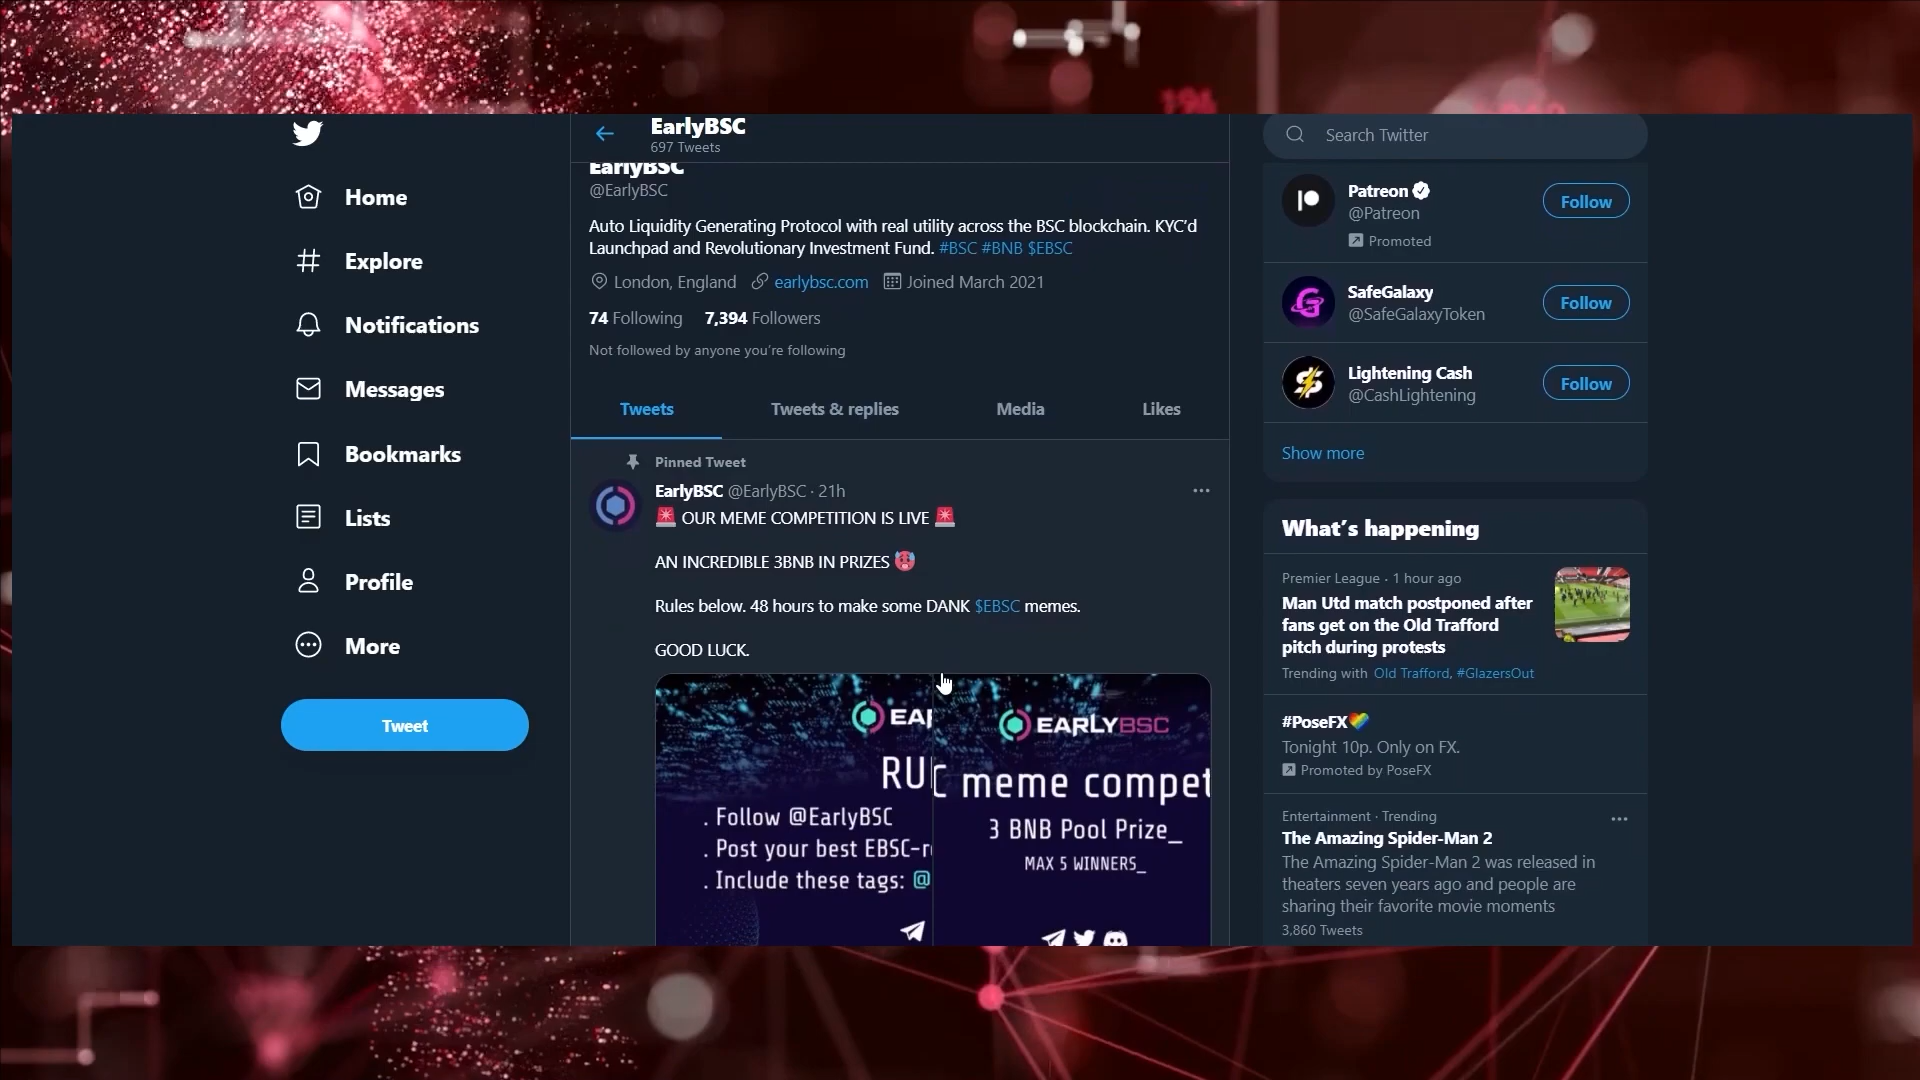 196
EarlyBSC
697 Tweets
EarlyBSC
@EarlyBSC
Auto Liquidity Generating Protocol with real utility across the BSC blockchain. KYC'd
Launchpad and Revolutionary Investment Fund. #BSC #BNB $EBSC
London, England earlybsc.com Joined March 2021
74 Following 7,394 Followers
Not followed by anyone you're following
Tweets Tweets & replies Media Likes
Pinned Tweet
EarlyBSC @EarlyBSC · 21h
🚨 OUR MEME COMPETITION IS LIVE 🚨
AN INCREDIBLE 3BNB IN PRIZES 🥵
Rules below. 48 hours to make some DANK $EBSC memes.
GOOD LUCK.
EA
RU
. Follow @EarlyBSC
. Post your best EBSC-r
. Include these tags: @
EARLYBSC
C meme compet
3 BNB Pool Prize_
MAX 5 WINNERS_
Home
Explore
Notifications
Messages
Bookmarks
Lists
Profile
More
Tweet
Search Twitter
Patreon
@Patreon
Promoted
Follow
SafeGalaxy
@SafeGalaxyToken
Follow
Lightening Cash
@CashLightening
Follow
Show more
What's happening
Premier League · 1 hour ago
Man Utd match postponed after
fans get on the Old Trafford
pitch during protests
Trending with Old Trafford, #GlazersOut
#PoseFX
Tonight 10p. Only on FX.
Promoted by PoseFX
Entertainment · Trending
The Amazing Spider-Man 2
The Amazing Spider-Man 2 was released in
theaters seven years ago and people are
sharing their favorite movie moments
3,860 Tweets